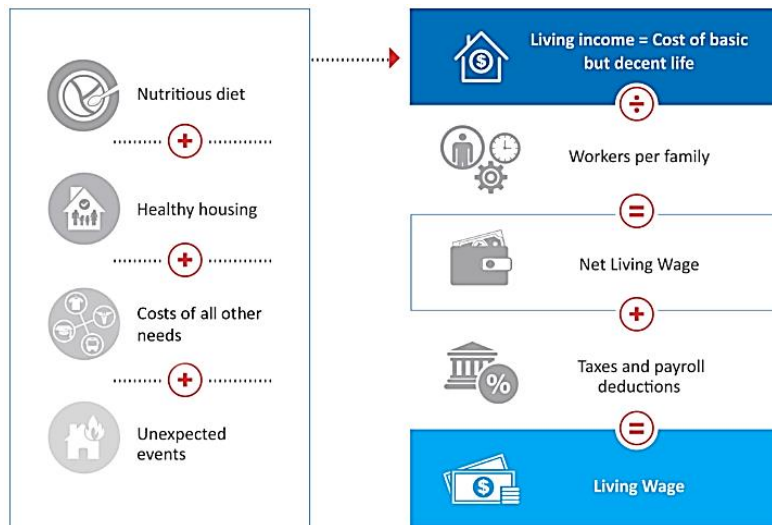 Nutritious diet
+
Healthy housing
+
Costs of all other
needs
+
Unexpected
events
$
Living income = Cost of basic
but decent life
÷
Workers per family
=
Net Living Wage
+
%
Taxes and payroll
deductions
=
$
Living Wage